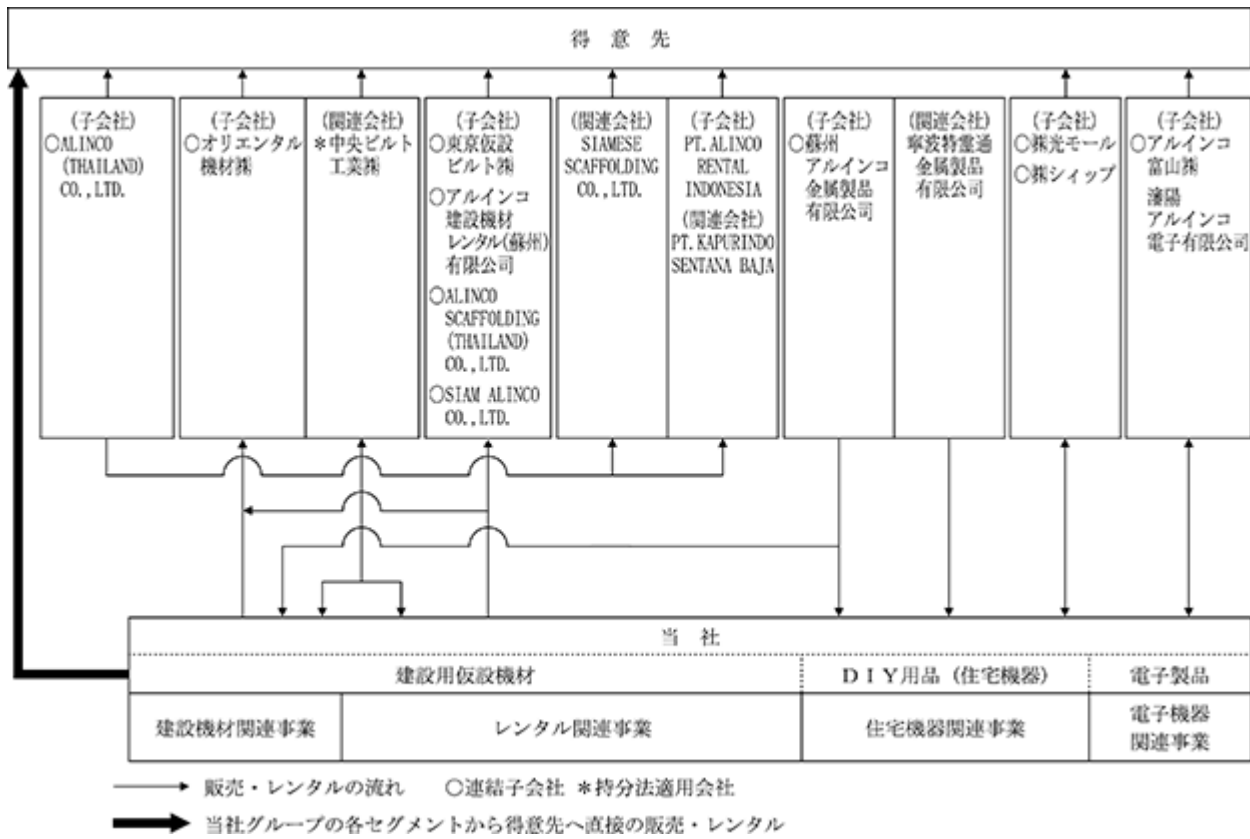 得 意 先
(子会社)
○ALINCO
(THAILAND)
CO.,LTD.
(子会社)
○オリエンタル
機材㈱
(関連会社)
*中央ビルト
工業㈱
(子会社)
○東京仮設
ビルト㈱
○アルインコ
建設機材
レンタル(蘇州)
有限公司
○ALINCO
SCAFFOLDING
(THAILAND)
CO.,LTD.
○SIAM ALINCO
CO.,LTD.
(関連会社)
SIAMESE
SCAFFOLDING
CO.,LTD.
(子会社)
PT.ALINCO
RENTAL
INDONESIA
(関連会社)
PT.KAPURINDO
SENTANA BAJA
(子会社)
○蘇州
アルインコ
金属製品
有限公司
(関連会社)
寧波特霊通
金属製品
有限公司
(子会社)
○㈱光モール
○㈱シィップ
(子会社)
○アルインコ
富山㈱
瀋陽
アルインコ
電子有限公司
当 社
建設用仮設機材
DIY用品(住宅機器)
電子製品
建設機材関連事業
レンタル関連事業
住宅機器関連事業
電子機器
関連事業
販売・レンタルの流れ ○連結子会社 *持分法適用会社
当社グループの各セグメントから得意先へ直接の販売・レンタル